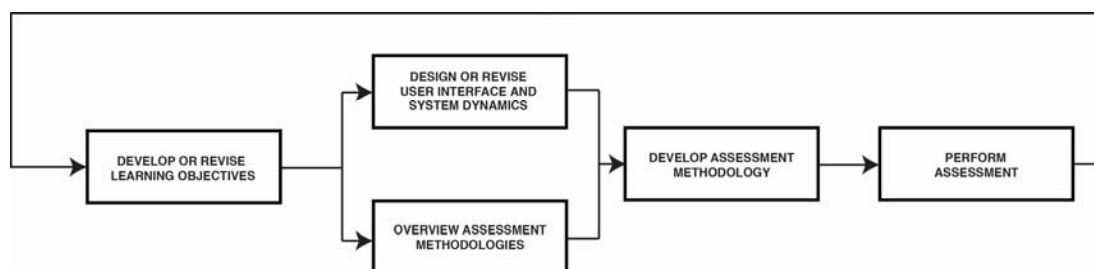 DESIGN OR REVISE
USER INTERFACE AND
SYSTEM DYNAMICS
DEVELOP OR REVISE
LEARNING OBJECTIVES
DEVELOP ASSESSMENT
METHODOLOGY
PERFORM
ASSESSMENT
OVERVIEW ASSESSMENT
METHODOLOGIES